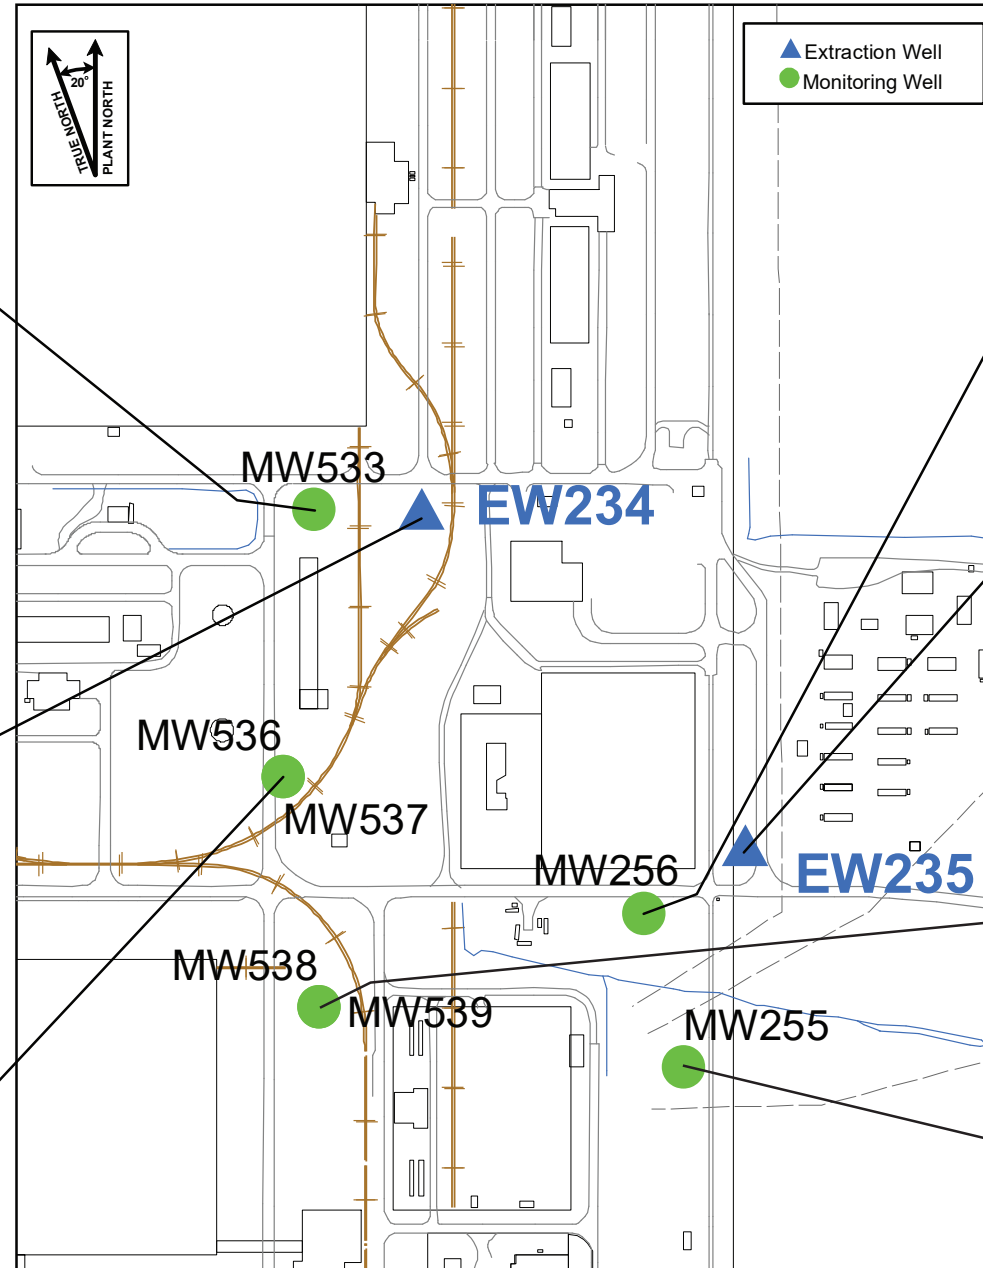 Extraction Well
Monitoring Well
20°
TRUE NORTH
PLANT NORTH
MW533
EW234
MW536
MW537
MW256
EW235
MW538
MW539
MW255